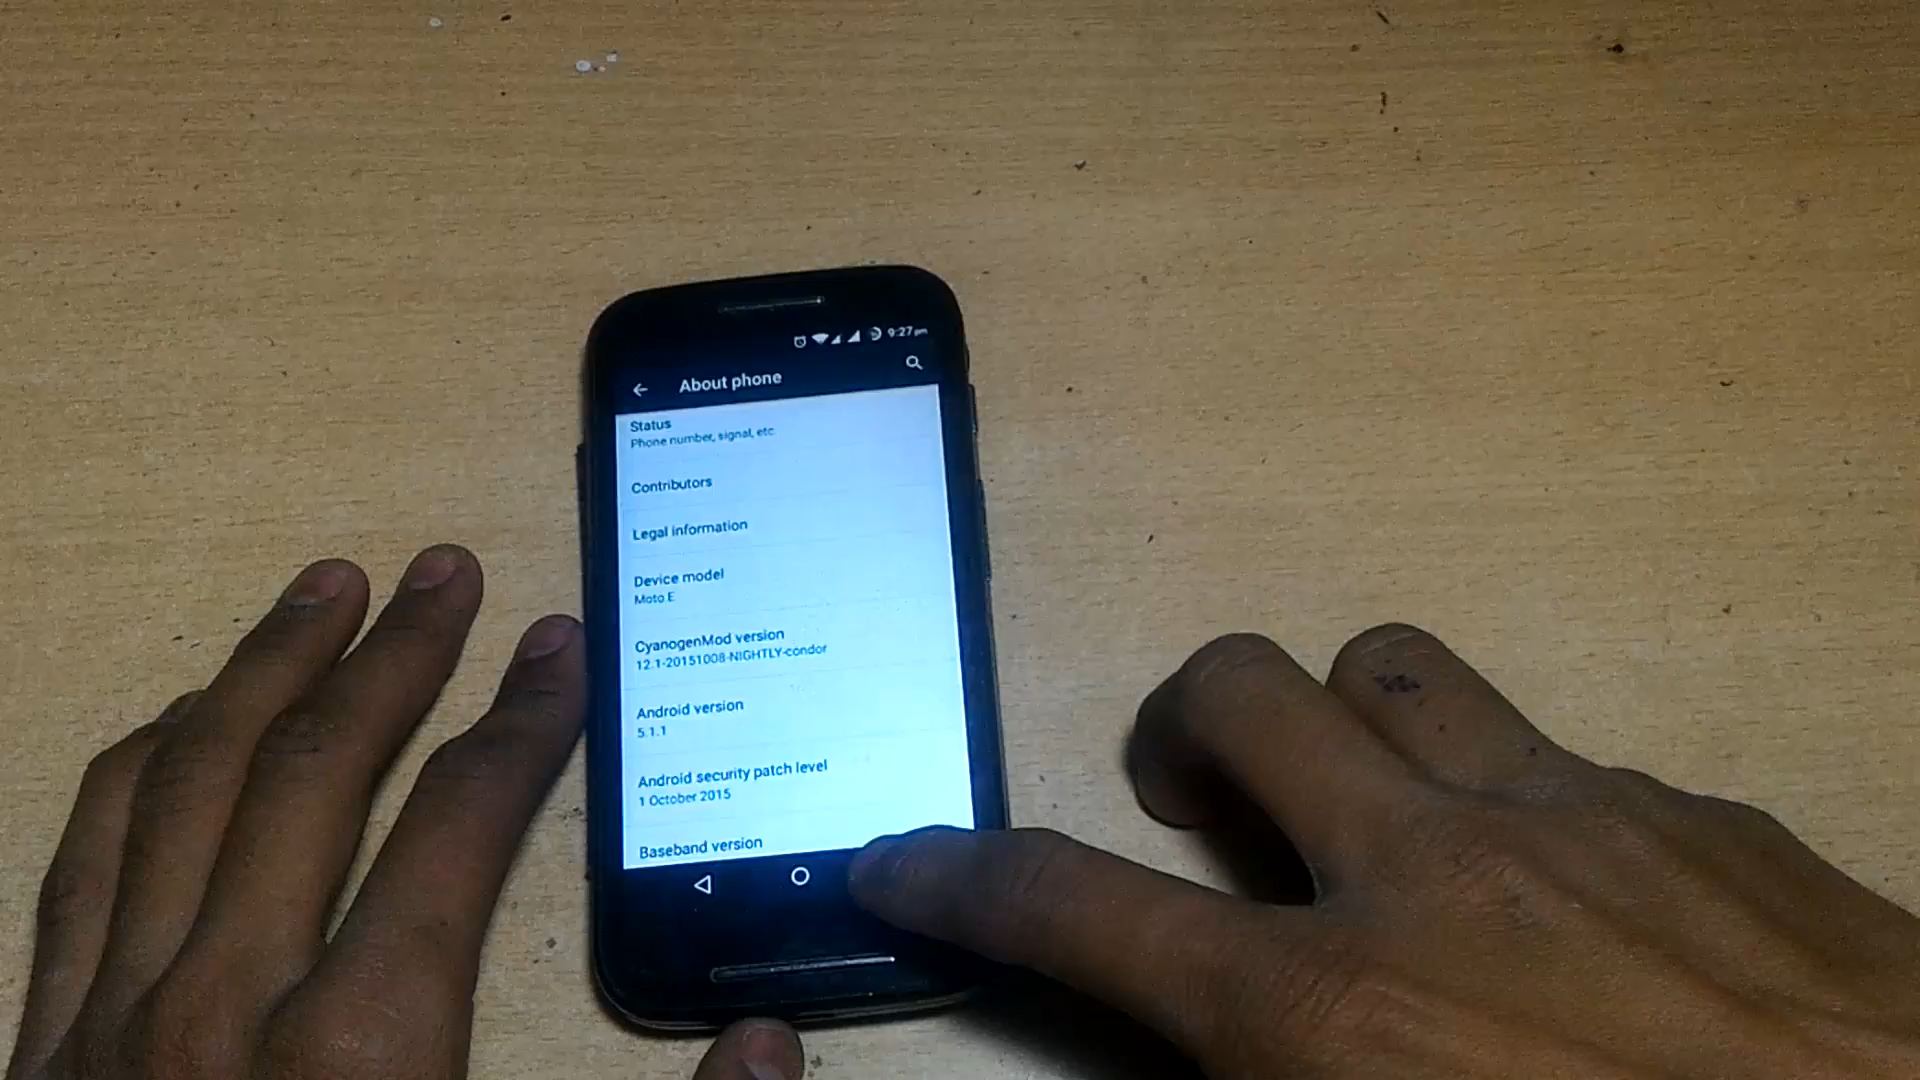 9:27 pm
About phone
Status
Phone number, signal, etc
Contributors
Legal information
Device model
Moto E
CyanogenMod version
12.1-20151008-NIGHTLY-condor
Android version
5.1.1
Android security patch level
1 October 2015
Baseband version